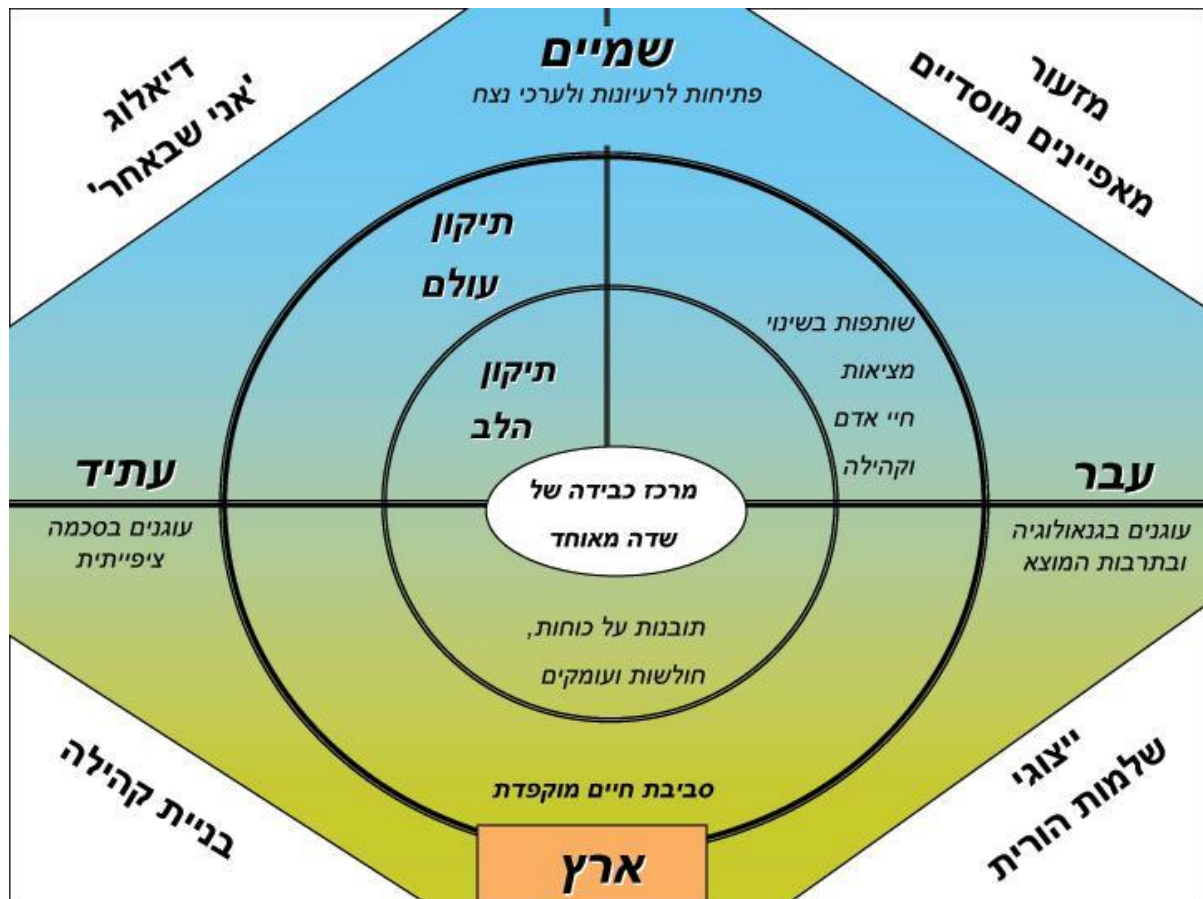 שמיים
פתיחות לרעיונות ולערכי נצח
מזעור
מאפיינים מוסדיים
דיאלוג
'אני שבאחר'
תיקון
עולם
תיקון
הלב
שותפות בשינוי
מציאות
חיי אדם
וקהילה
עבר
עוגנים בגנאולוגיה
ובתרבות המוצא
מרכז כבידה של
שדה מאוחד
עתיד
עוגנים בסכמה
ציפייתית
תובנות על כוחות,
חולשות ועומקים
סביבת חיים מוקפדת
ארץ
ייצוגי
שלמות הורית
בניית קהילה